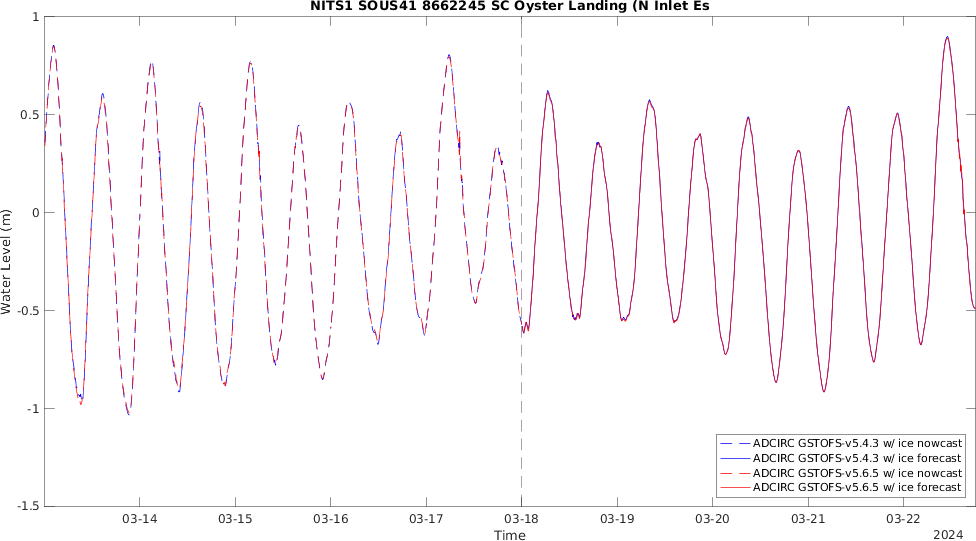 NITS1 SOUS41 8662245 SC Oyster Landing (N Inlet Es
1
0.5
0
-0.5
-1
-1.5
Water Level (m)
03-14
03-15
03-16
03-17
03-18
03-19
03-20
03-21
03-22
Time
2024
ADCIRC GSTOFS-v5.4.3 w/ ice nowcast
ADCIRC GSTOFS-v5.4.3 w/ ice forecast
ADCIRC GSTOFS-v5.6.5 w/ ice nowcast
ADCIRC GSTOFS-v5.6.5 w/ ice forecast